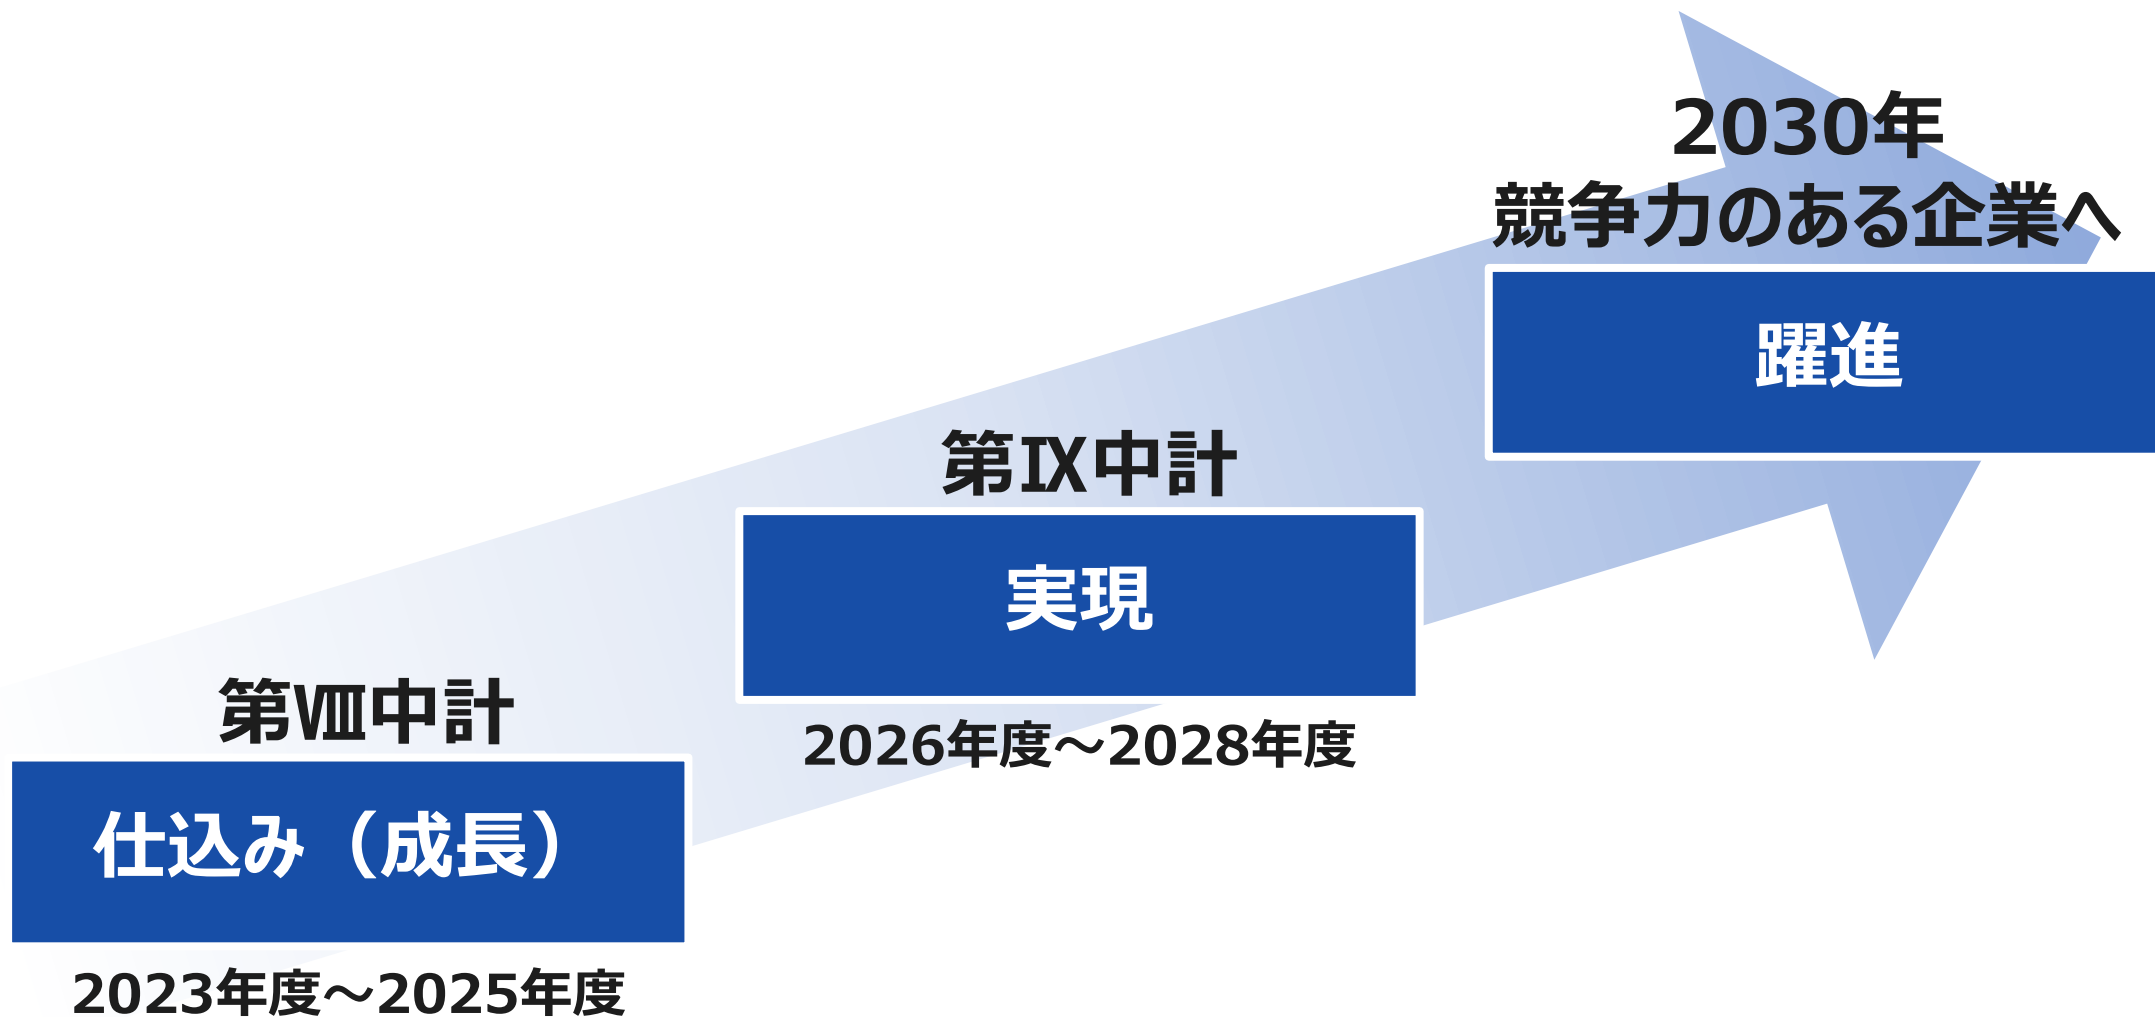 2030年
競争力のある企業へ
躍進
第Ⅸ中計
実現
2026年度～2028年度
第Ⅷ中計
仕込み（成長）
2023年度～2025年度